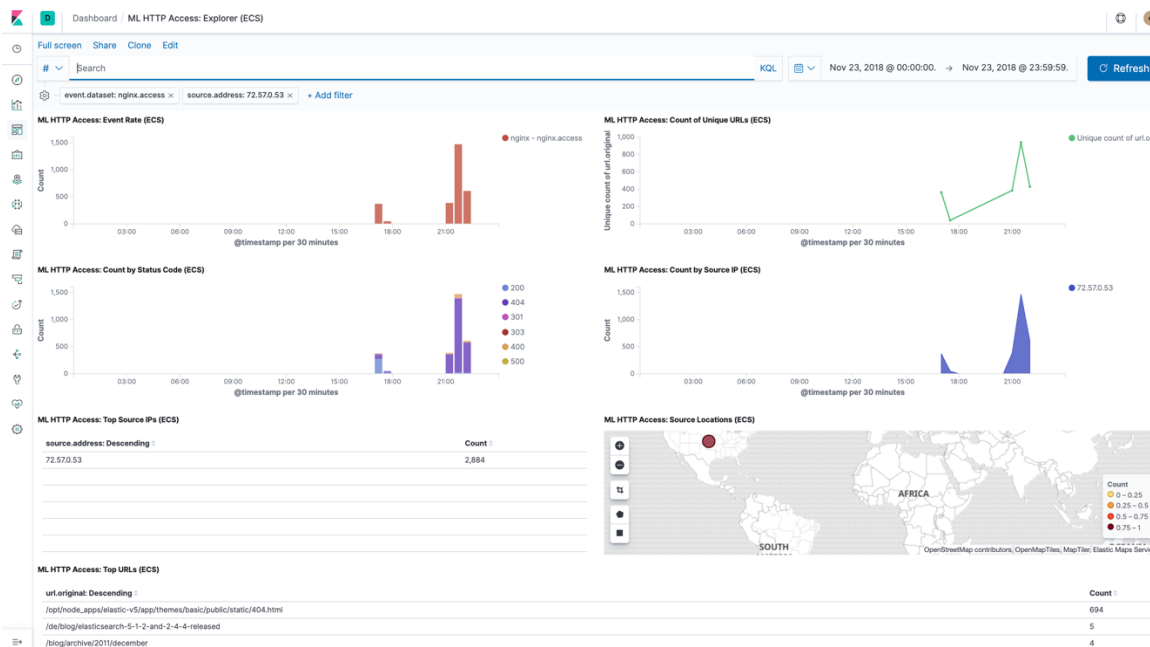 D Dashboard / ML HTTP Access: Explorer (ECS)
Full screen Share Clone Edit
# Search KQL Nov 23, 2018 @ 00:00:00. → Nov 23, 2018 @ 23:59:59. Refresh
event.dataset: nginx.access × source.address: 72.57.0.53 × + Add filter
ML HTTP Access: Event Rate (ECS)
1,500
1,000
500
0
Count
03:00 06:00 09:00 12:00 15:00 18:00 21:00
@timestamp per 30 minutes
nginx - nginx.access
ML HTTP Access: Count of Unique URLs (ECS)
1,000
800
600
400
200
0
Unique count of url.original
03:00 06:00 09:00 12:00 15:00 18:00 21:00
@timestamp per 30 minutes
Unique count of url.o
ML HTTP Access: Count by Status Code (ECS)
1,500
1,000
500
0
Count
03:00 06:00 09:00 12:00 15:00 18:00 21:00
@timestamp per 30 minutes
200
404
301
303
400
500
ML HTTP Access: Count by Source IP (ECS)
1,500
1,000
500
0
Count
03:00 06:00 09:00 12:00 15:00 18:00 21:00
@timestamp per 30 minutes
72.57.0.53
ML HTTP Access: Top Source IPs (ECS)
source.address: Descending Count
72.57.0.53 2,884
ML HTTP Access: Source Locations (ECS)
AFRICA
SOUTH
Count
0 – 0.25
0.25 – 0.5
0.5 – 0.75
0.75 – 1
OpenStreetMap contributors, OpenMapTiles, MapTiler, Elastic Maps Servi
ML HTTP Access: Top URLs (ECS)
url.original: Descending Count
/opt/node_apps/elastic-v5/app/themes/basic/public/static/404.html 694
/de/blog/elasticsearch-5-1-2-and-2-4-4-released 5
/blog/archive/2011/december 4